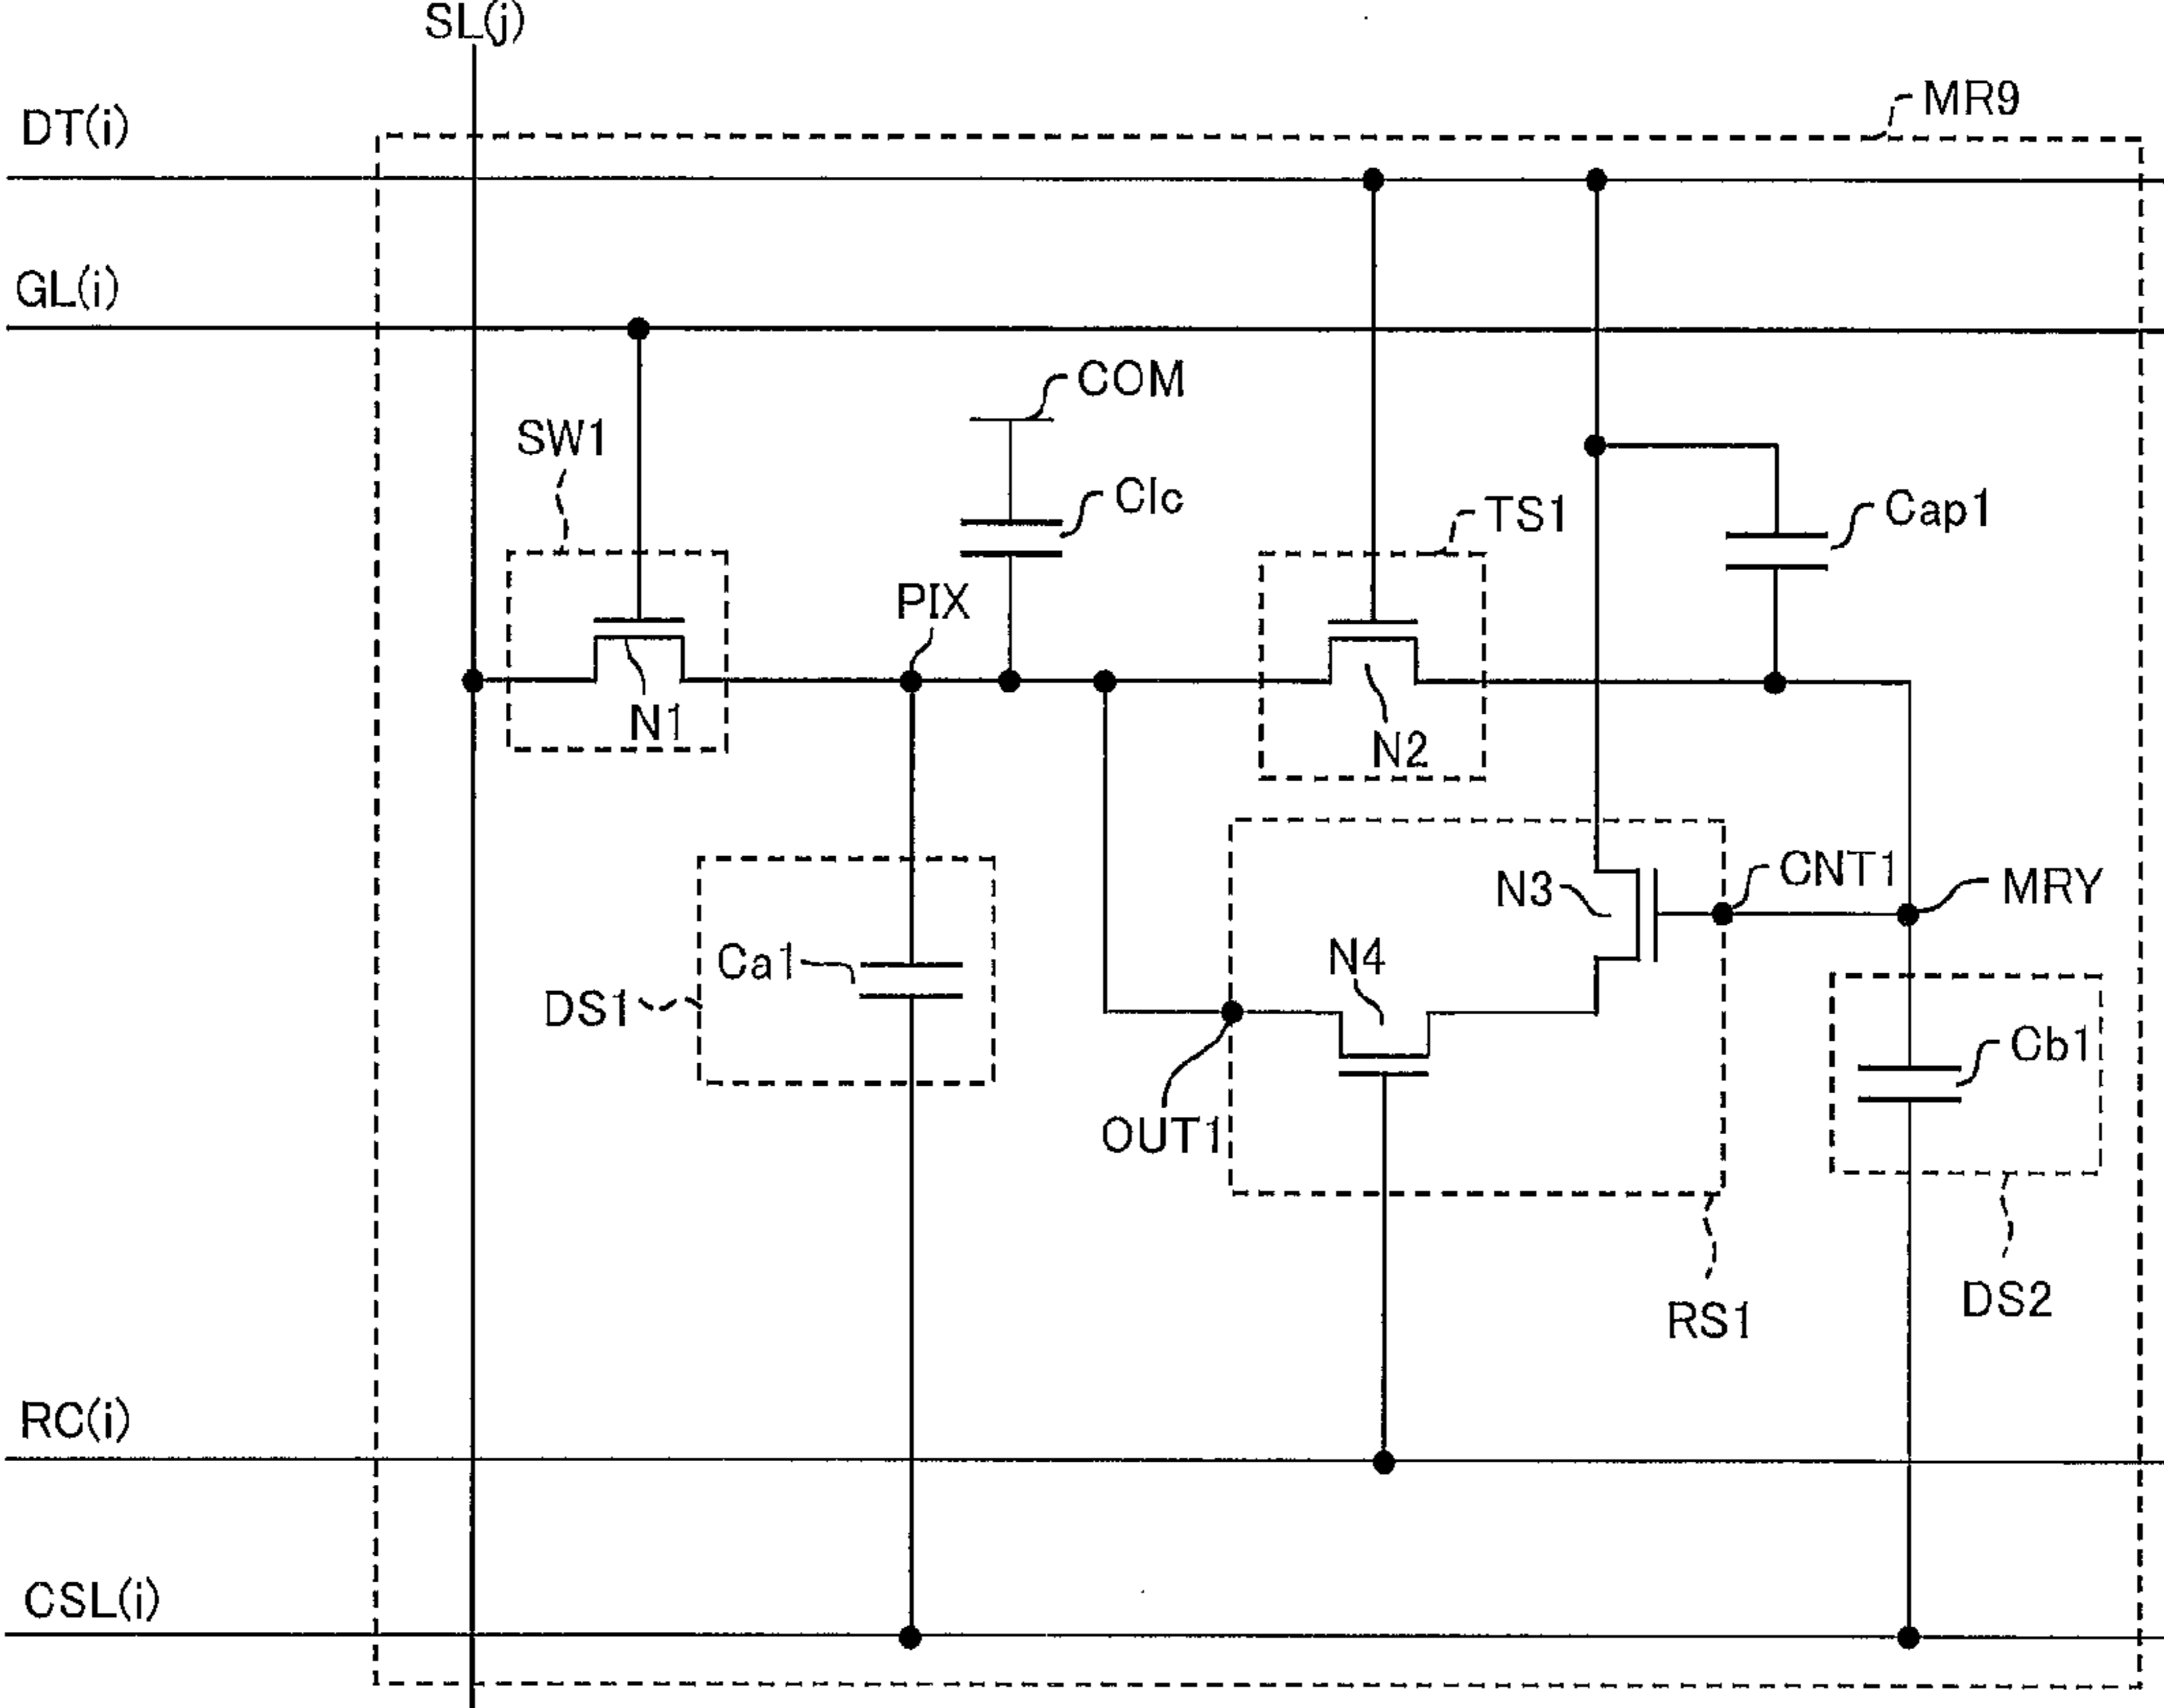 SL(j)
MR9
DT(i)
GL(i)
COM
SW1
Clc
TS1
Cap1
PIX
N1
N2
CNT1
N3
MRY
N4
Ca1
DS1
Cb1
OUT1
DS2
RS1
RC(i)
CSL(i)